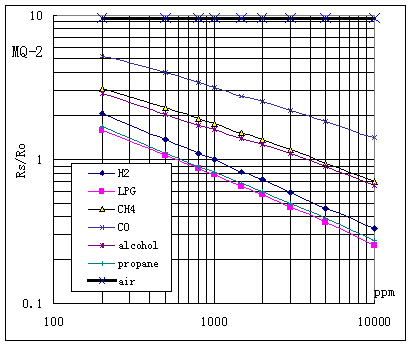 10
MQ-2
Rs/Ro
1
H2
LPG
CH4
CO
alcohol
propane
air
0.1
ppm
100
1000
10000